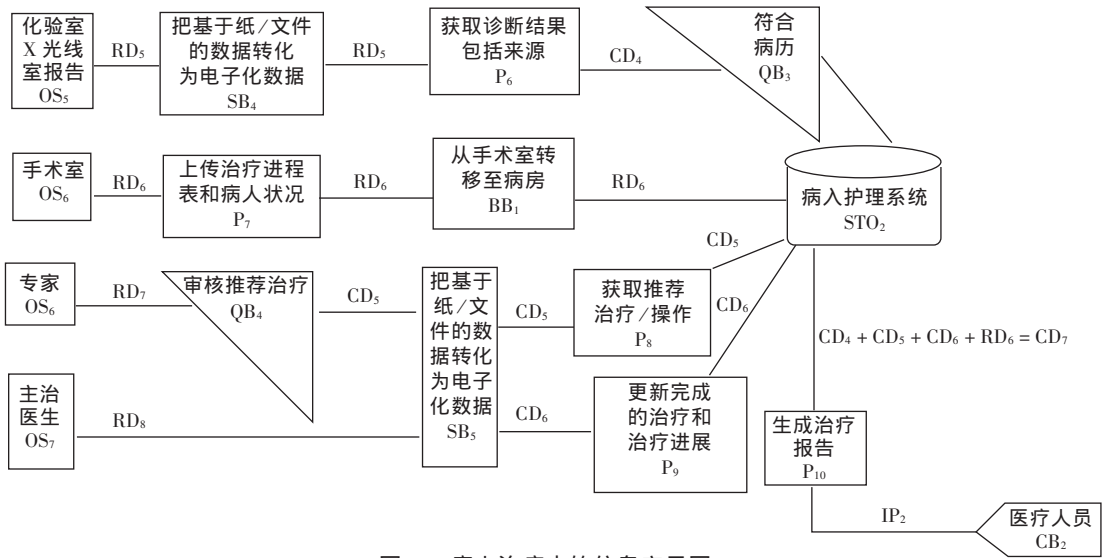 化验室
X 光线
室报告
OS₅
RD₅
把基于纸/文件
的数据转化
为电子化数据
SB₄
RD₅
获取诊断结果
包括来源
P₆
CD₄
符合
病历
QB₃
手术室
OS₆
RD₆
上传治疗进程
表和病人状况
P₇
RD₆
从手术室转
移至病房
BB₁
RD₆
病入护理系统
STO₂
专家
OS₆
RD₇
审核推荐治疗
QB₄
CD₅
把基于
纸/文
件的数
据转化
为电子
化数据
SB₅
CD₅
获取推荐
治疗/操作
P₈
CD₅
CD₆
主治
医生
OS₇
RD₈
CD₆
更新完成
的治疗和
治疗进展
P₉
CD₄ + CD₅ + CD₆ + RD₆ = CD₇
生成治疗
报告
P₁₀
IP₂
医疗人员
CB₂